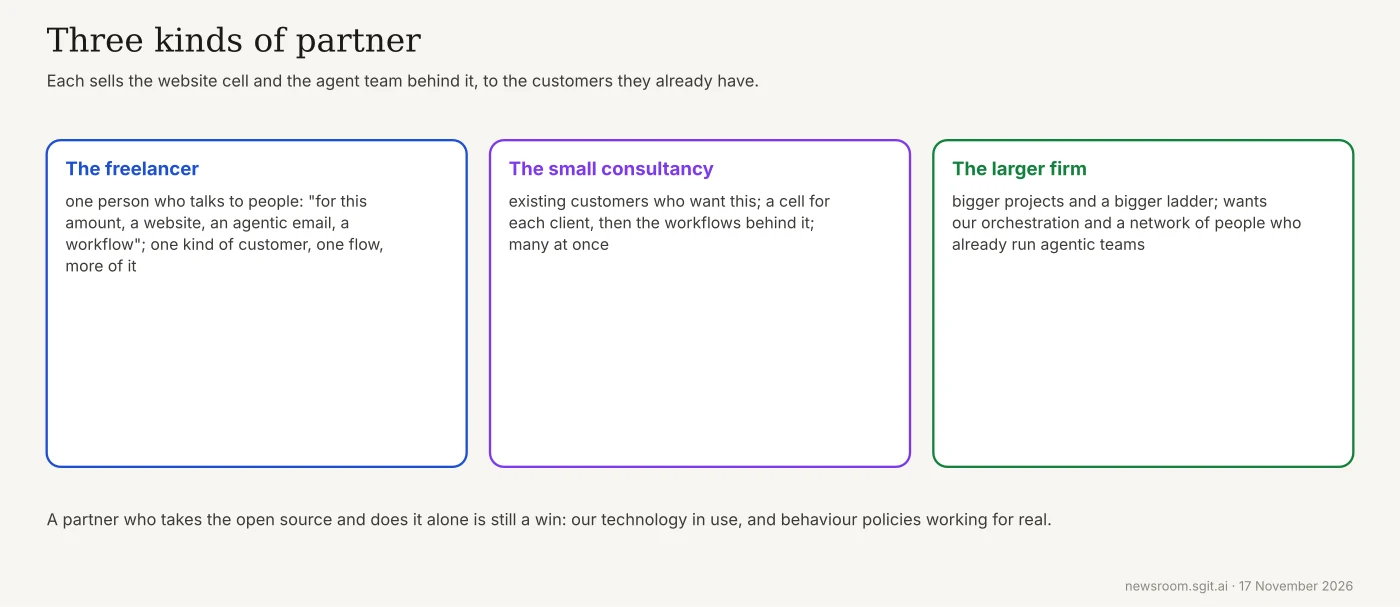 Three kinds of partner
Each sells the website cell and the agent team behind it, to the customers they already have.
The freelancer
one person who talks to people: "for this
amount, a website, an agentic email, a
workflow"; one kind of customer, one flow,
more of it
The small consultancy
existing customers who want this; a cell for
each client, then the workflows behind it;
many at once
The larger firm
bigger projects and a bigger ladder; wants
our orchestration and a network of people who
already run agentic teams
A partner who takes the open source and does it alone is still a win: our technology in use, and behaviour policies working for real.
newsroom.sgit.ai · 17 November 2026